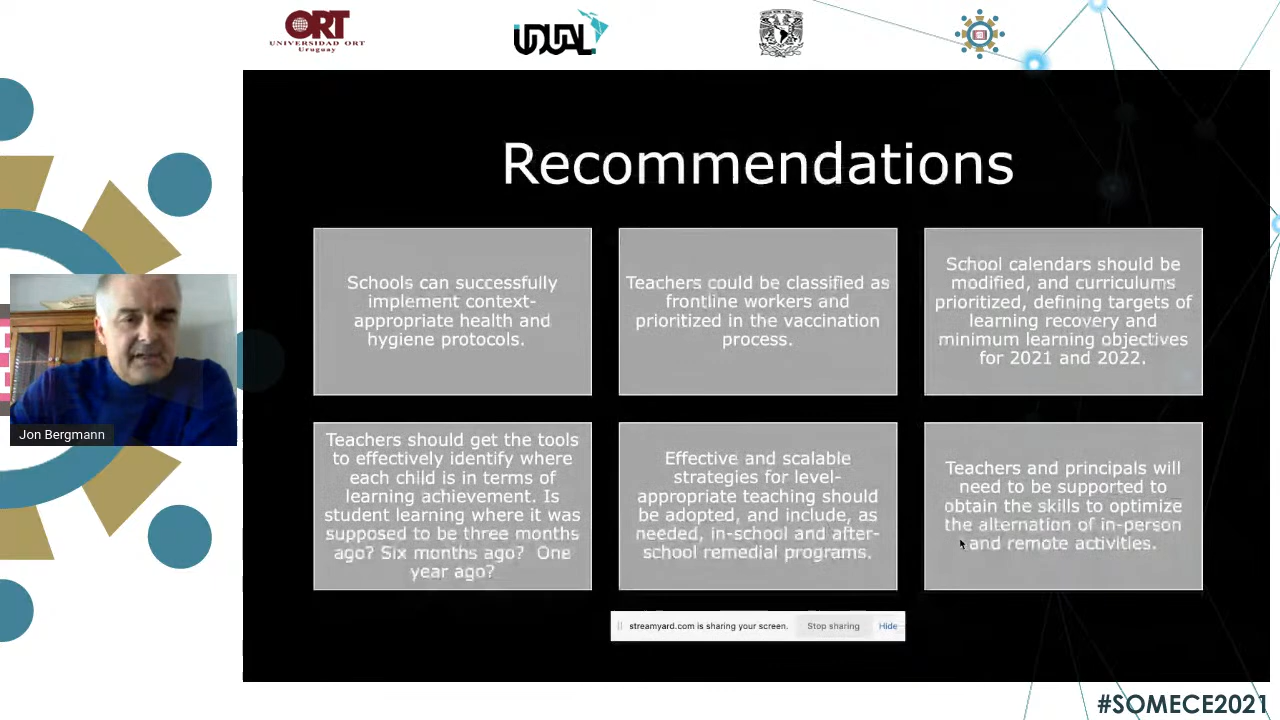 ORT
UNIVERSIDAD ORT
Uruguay
UDUAL
Recommendations
Schools can successfully
implement context-
appropriate health and
hygiene protocols.
Teachers could be classified as
frontline workers and
prioritized in the vaccination
process.
School calendars should be
modified, and curriculums
prioritized, defining targets of
learning recovery and
minimum learning objectives
for 2021 and 2022.
Teachers should get the tools
to effectively identify where
each child is in terms of
learning achievement. Is
student learning where it was
supposed to be three months
ago? Six months ago? One
year ago?
Effective and scalable
strategies for level-
appropriate teaching should
be adopted, and include, as
needed, in-school and after-
school remedial programs.
Teachers and principals will
need to be supported to
obtain the skills to optimize
the alternation of in-person
and remote activities.
Jon Bergmann
streamyard.com is sharing your screen.
Stop sharing
Hide
#SOMECE2021